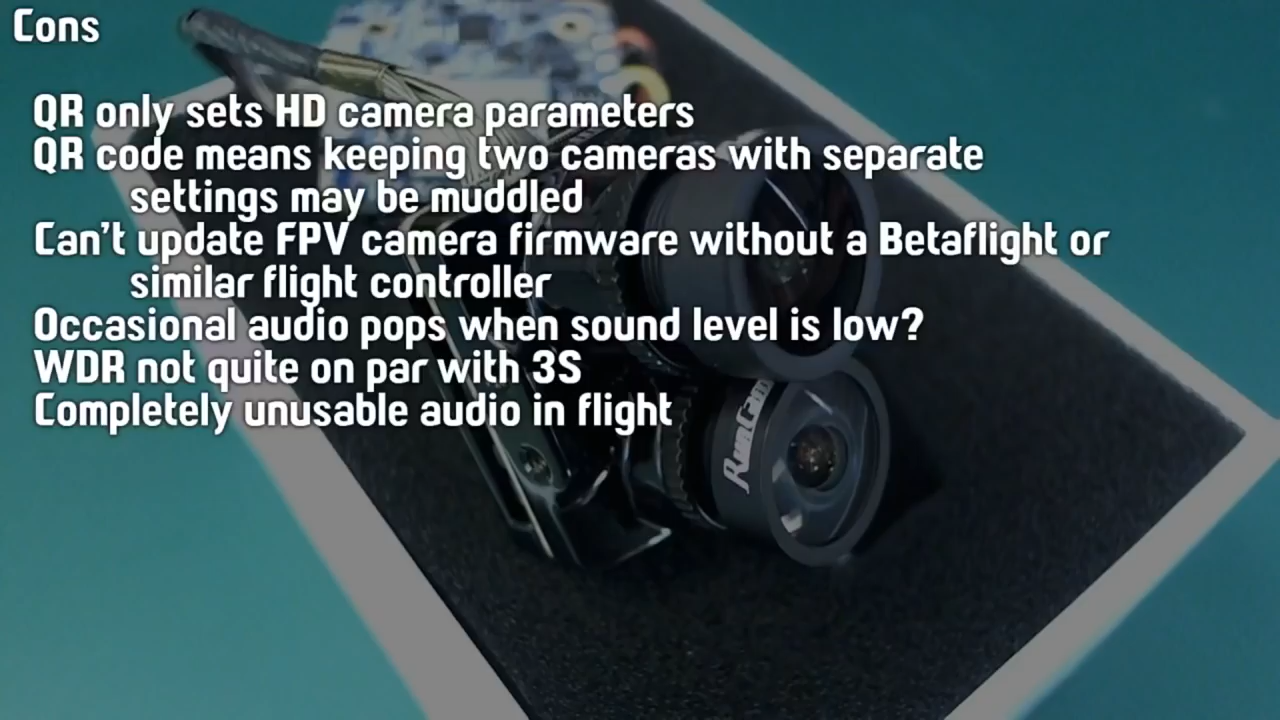 Cons
QR only sets HD camera parameters
QR code means keeping two cameras with separate
settings may be muddled
Can't update FPV camera firmware without a Betaflight or
similar flight controller
Occasional audio pops when sound level is low?
WDR not quite on par with 3S
Completely unusable audio in flight
RunCam